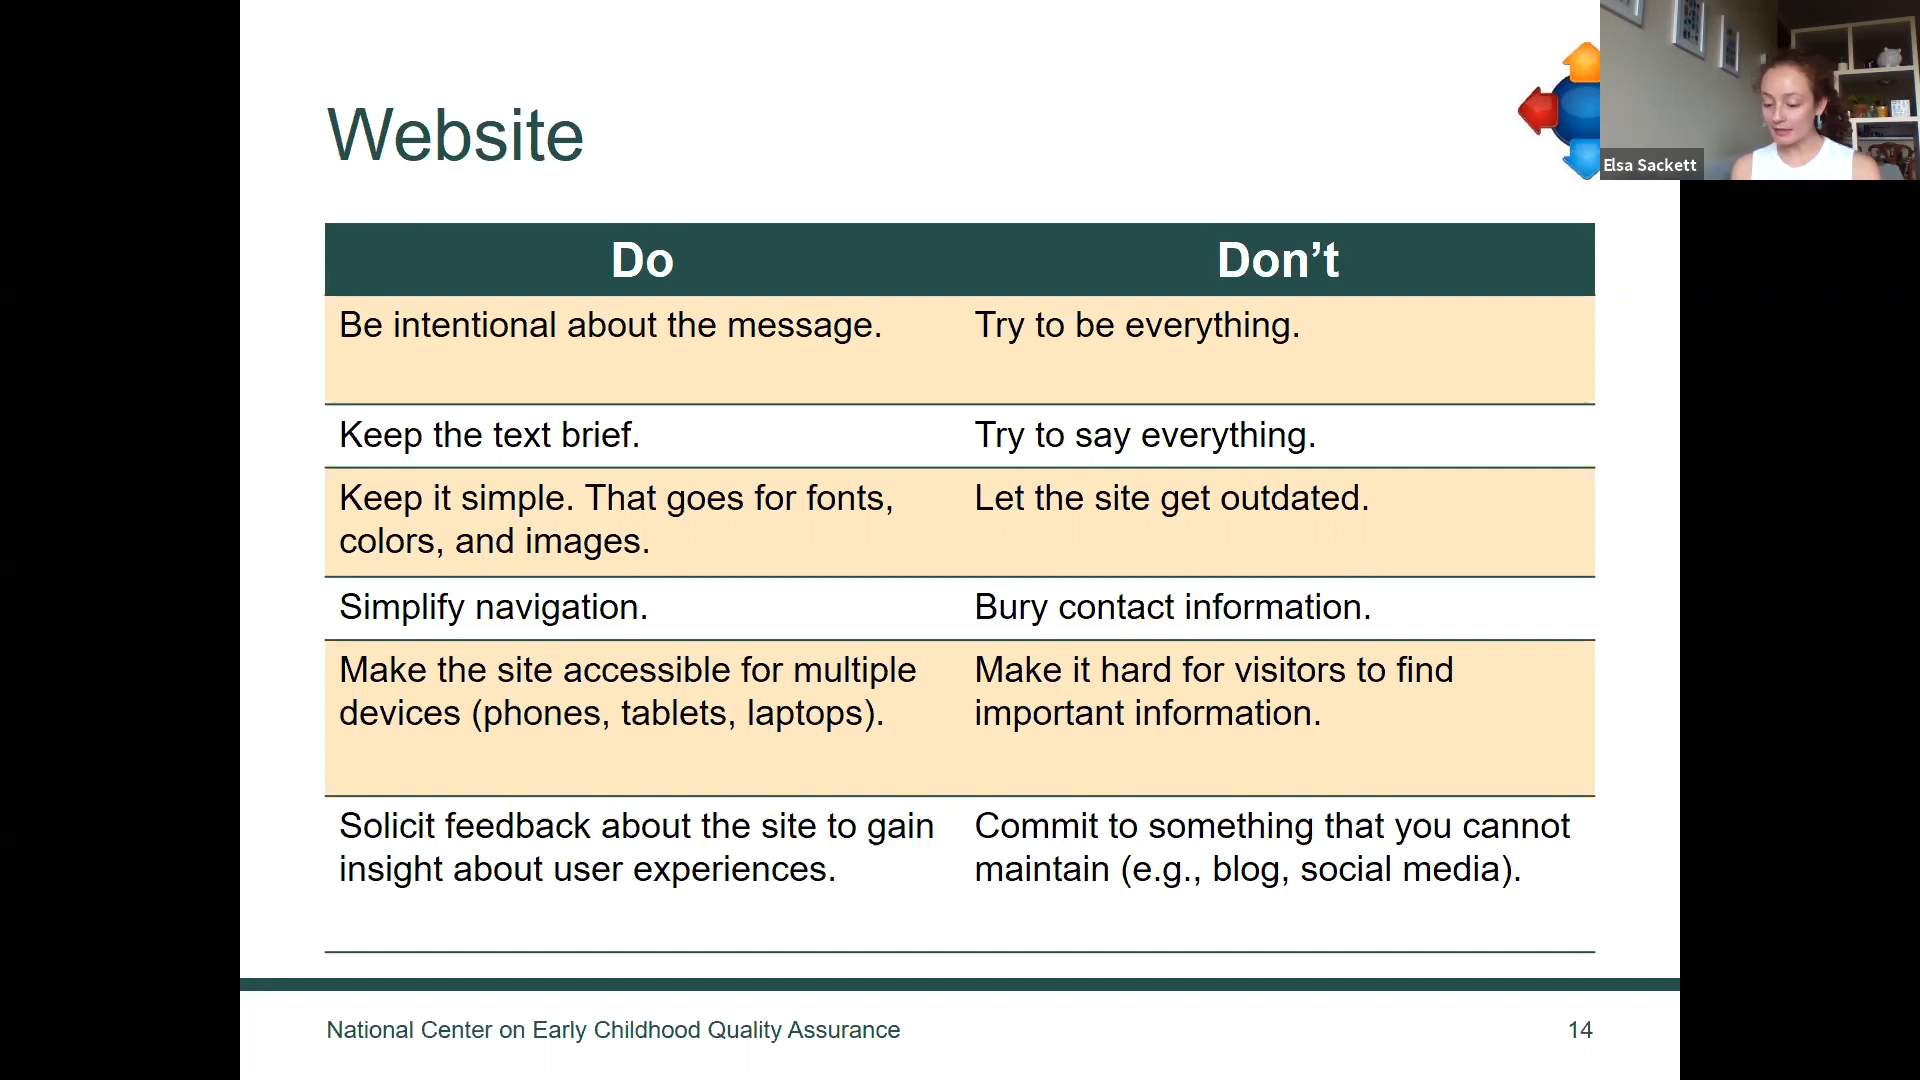 Website
Elsa Sackett
Do
Don’t
Be intentional about the message.
Try to be everything.
Keep the text brief.
Try to say everything.
Keep it simple. That goes for fonts,
colors, and images.
Let the site get outdated.
Simplify navigation.
Bury contact information.
Make the site accessible for multiple
devices (phones, tablets, laptops).
Make it hard for visitors to find
important information.
Solicit feedback about the site to gain
insight about user experiences.
Commit to something that you cannot
maintain (e.g., blog, social media).
National Center on Early Childhood Quality Assurance
14